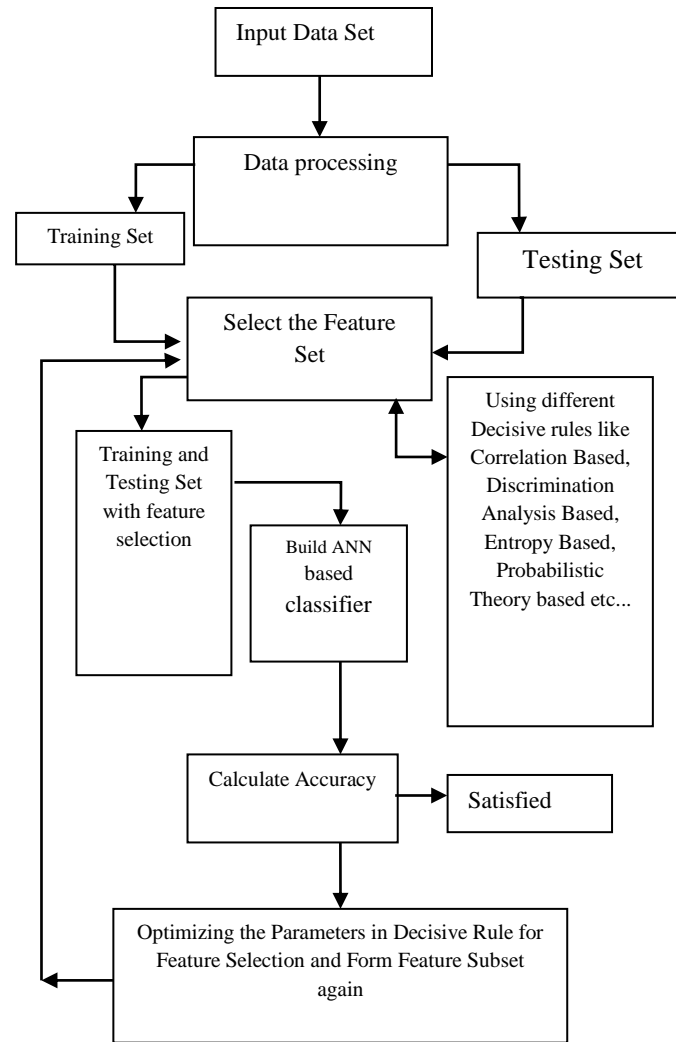 Input Data Set
Data processing
Training Set
Testing Set
Select the Feature
Set
Using different
Decisive rules like
Correlation Based,
Discrimination
Analysis Based,
Entropy Based,
Probabilistic
Theory based etc...
Training and
Testing Set
with feature
selection
Build ANN
based
classifier
Calculate Accuracy
Satisfied
Optimizing the Parameters in Decisive Rule for
Feature Selection and Form Feature Subset
again